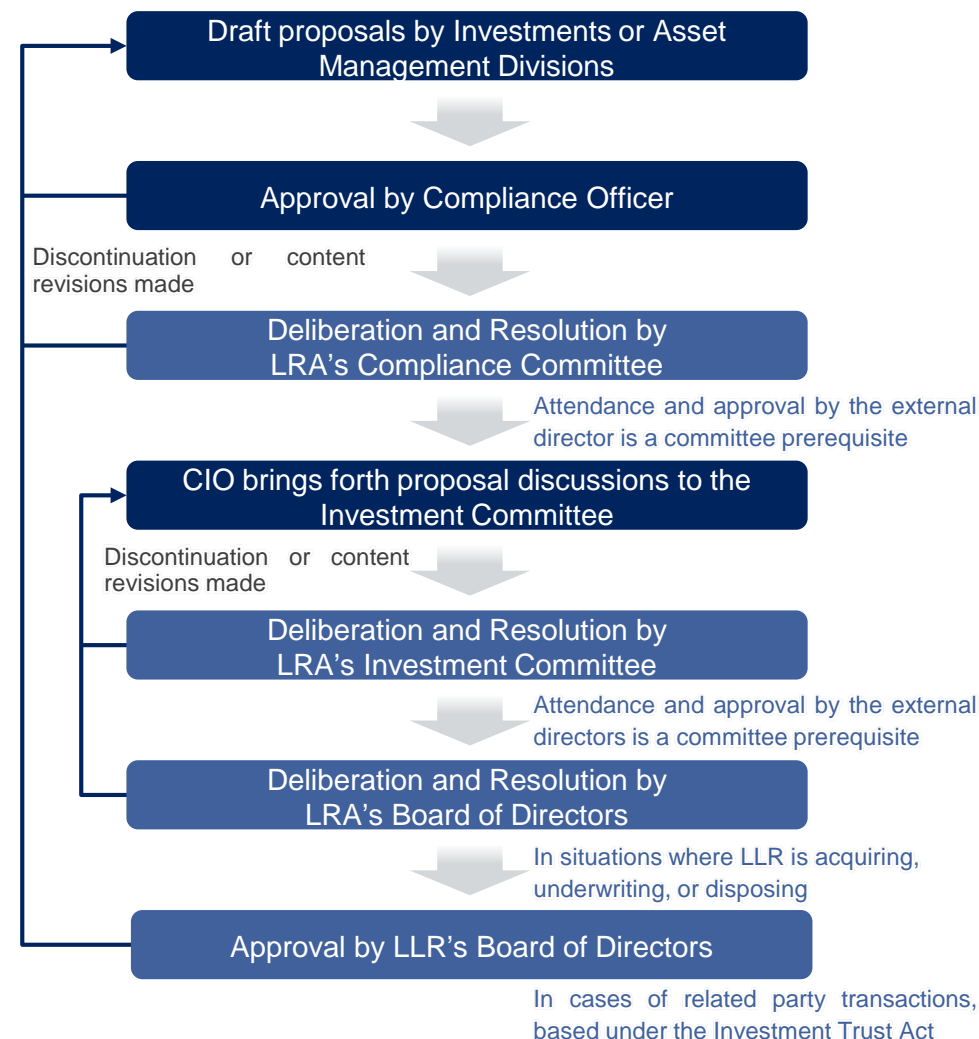 Draft proposals by Investments or Asset
Management Divisions
Approval by Compliance Officer
Discontinuation or content
revisions made
Deliberation and Resolution by
LRA's Compliance Committee
Attendance and approval by the external
director is a committee prerequisite
CIO brings forth proposal discussions to the
Investment Committee
Discontinuation or content
revisions made
Deliberation and Resolution by
LRA's Investment Committee
Attendance and approval by the external
directors is a committee prerequisite
Deliberation and Resolution by
LRA's Board of Directors
In situations where LLR is acquiring,
underwriting, or disposing
Approval by LLR's Board of Directors
In cases of related party transactions,
based under the Investment Trust Act